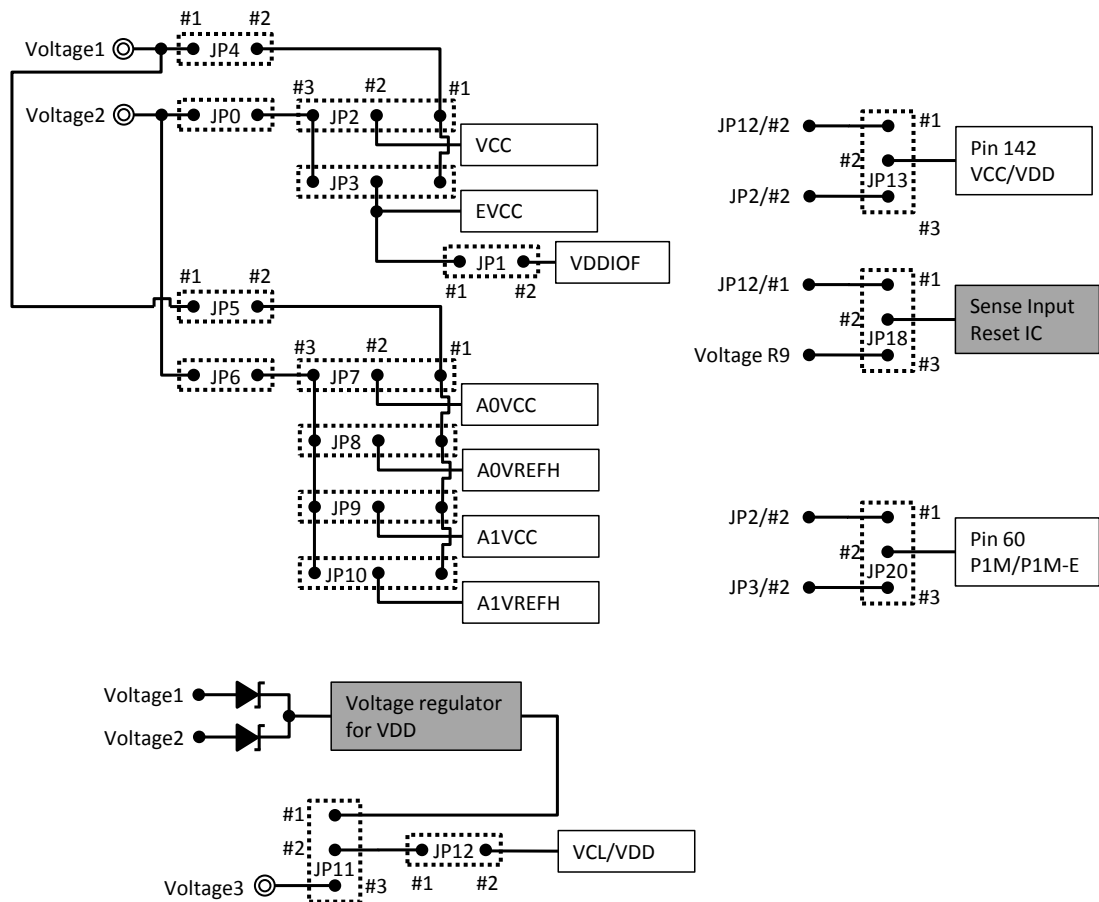 #1 #2
Voltage1 JP4
#3 #2 #1
Voltage2 JP0 JP2
VCC
JP3
EVCC
JP1 VDDIOF
#1 #2
#1 #2
JP5
#3 #2 #1
JP6 JP7
A0VCC
JP8
A0VREFH
JP9
A1VCC
JP10
A1VREFH
JP12/#2 #1
#2 Pin 142
VCC/VDD
JP13
JP2/#2
#3
JP12/#1 #1
#2 Sense Input
Reset IC
JP18
Voltage R9 #3
JP2/#2 #1
#2 Pin 60
P1M/P1M-E
JP20
JP3/#2 #3
Voltage1
Voltage2
Voltage regulator
for VDD
#1
#2 JP12 VCL/VDD
JP11
Voltage3 #3 #1 #2